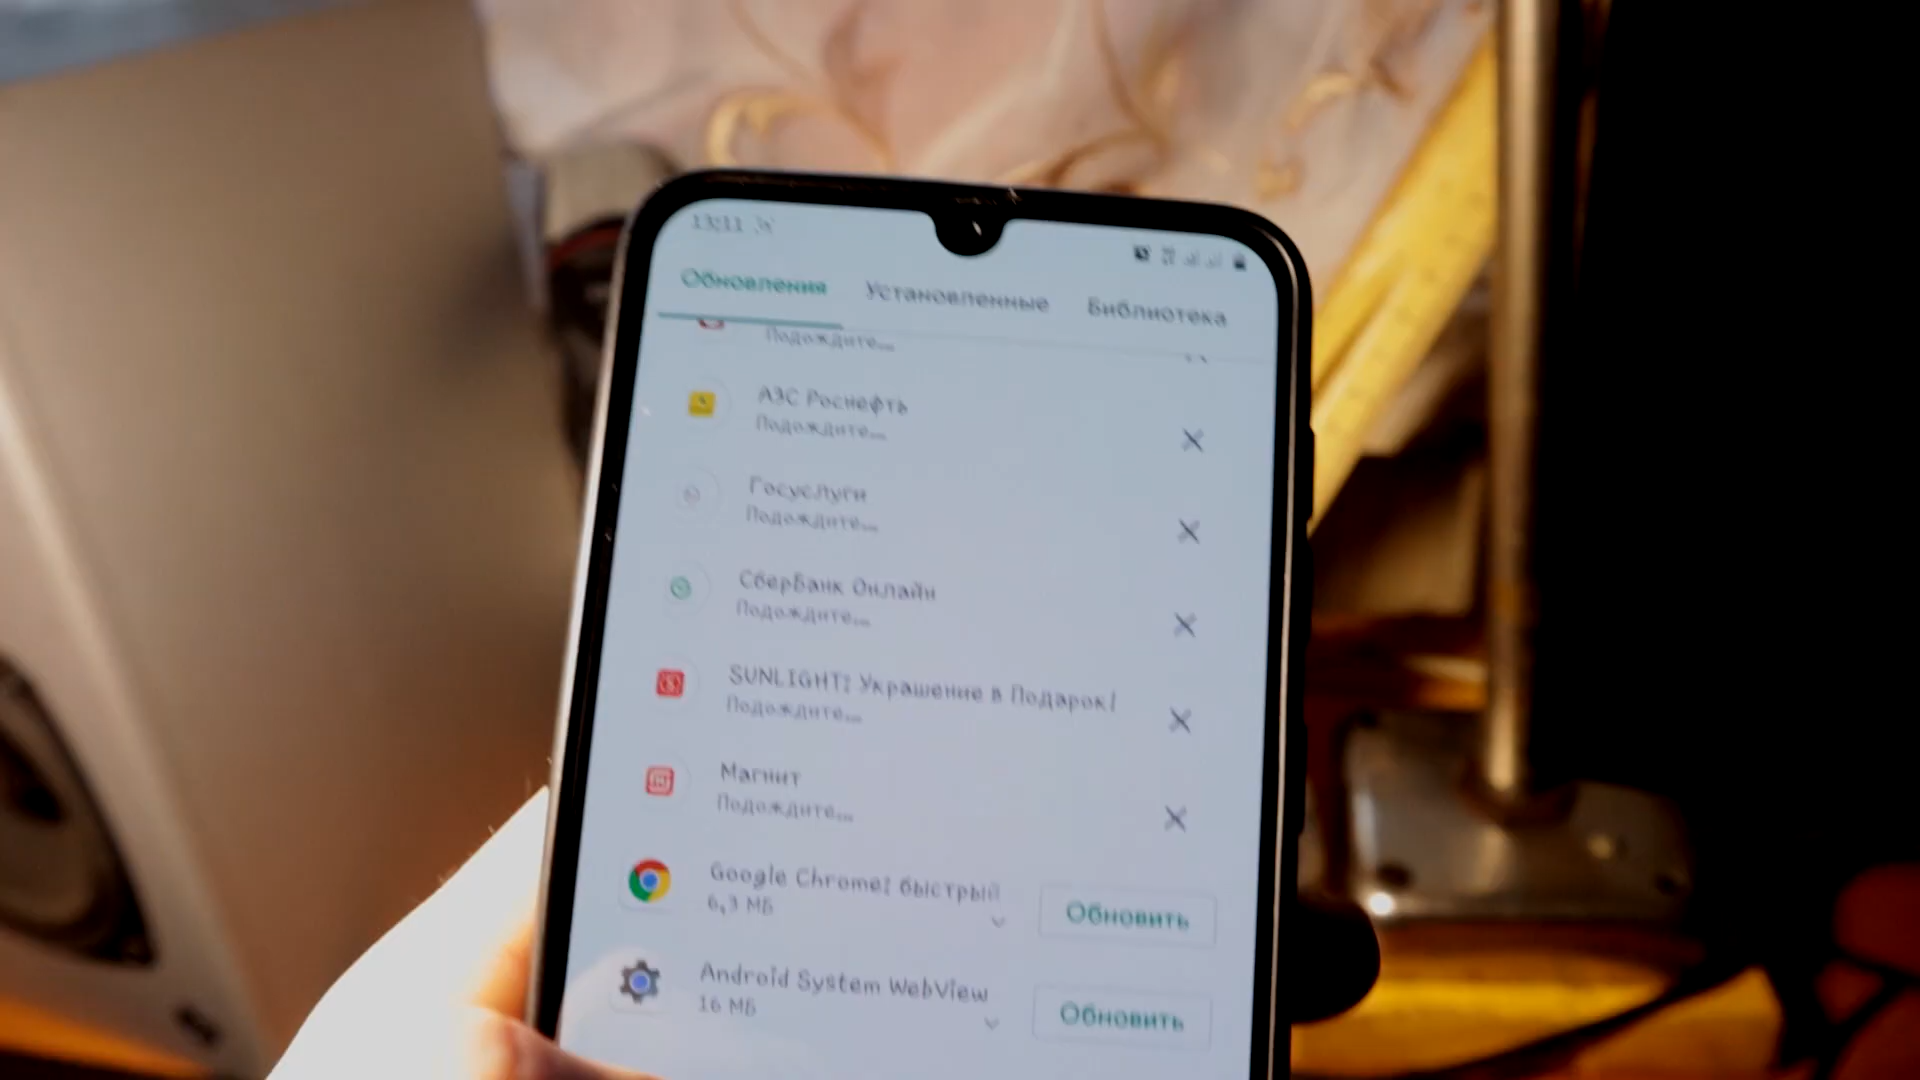 13:11
Обновления Установленные Библиотека
Подождите...
АЗС Роснефть
Подождите...
Госуслуги
Подождите...
СберБанк Онлайн
Подождите...
SUNLIGHT: Украшение в Подарок!
Подождите...
Магнит
Подождите...
Google Chrome: быстрый
6,3 МБ
Обновить
Android System WebView
16 МБ
Обновить